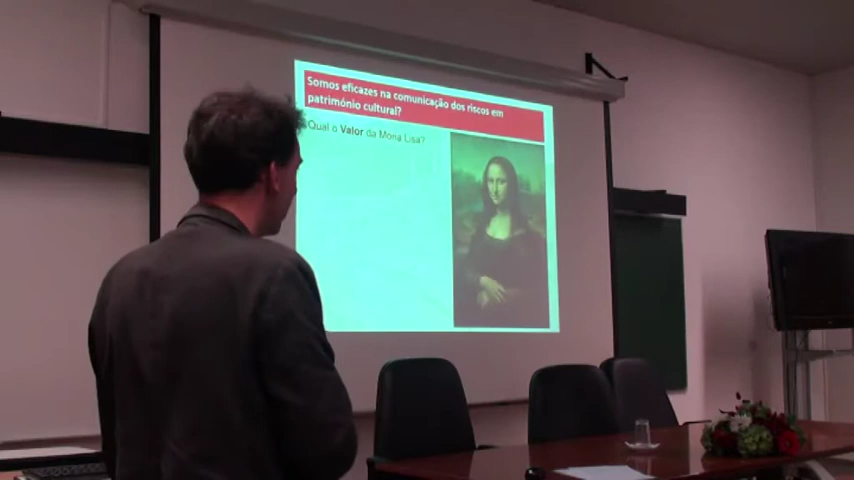 Somos eficazes na comunicação dos riscos em
património cultural?
Qual o Valor da Mona Lisa?